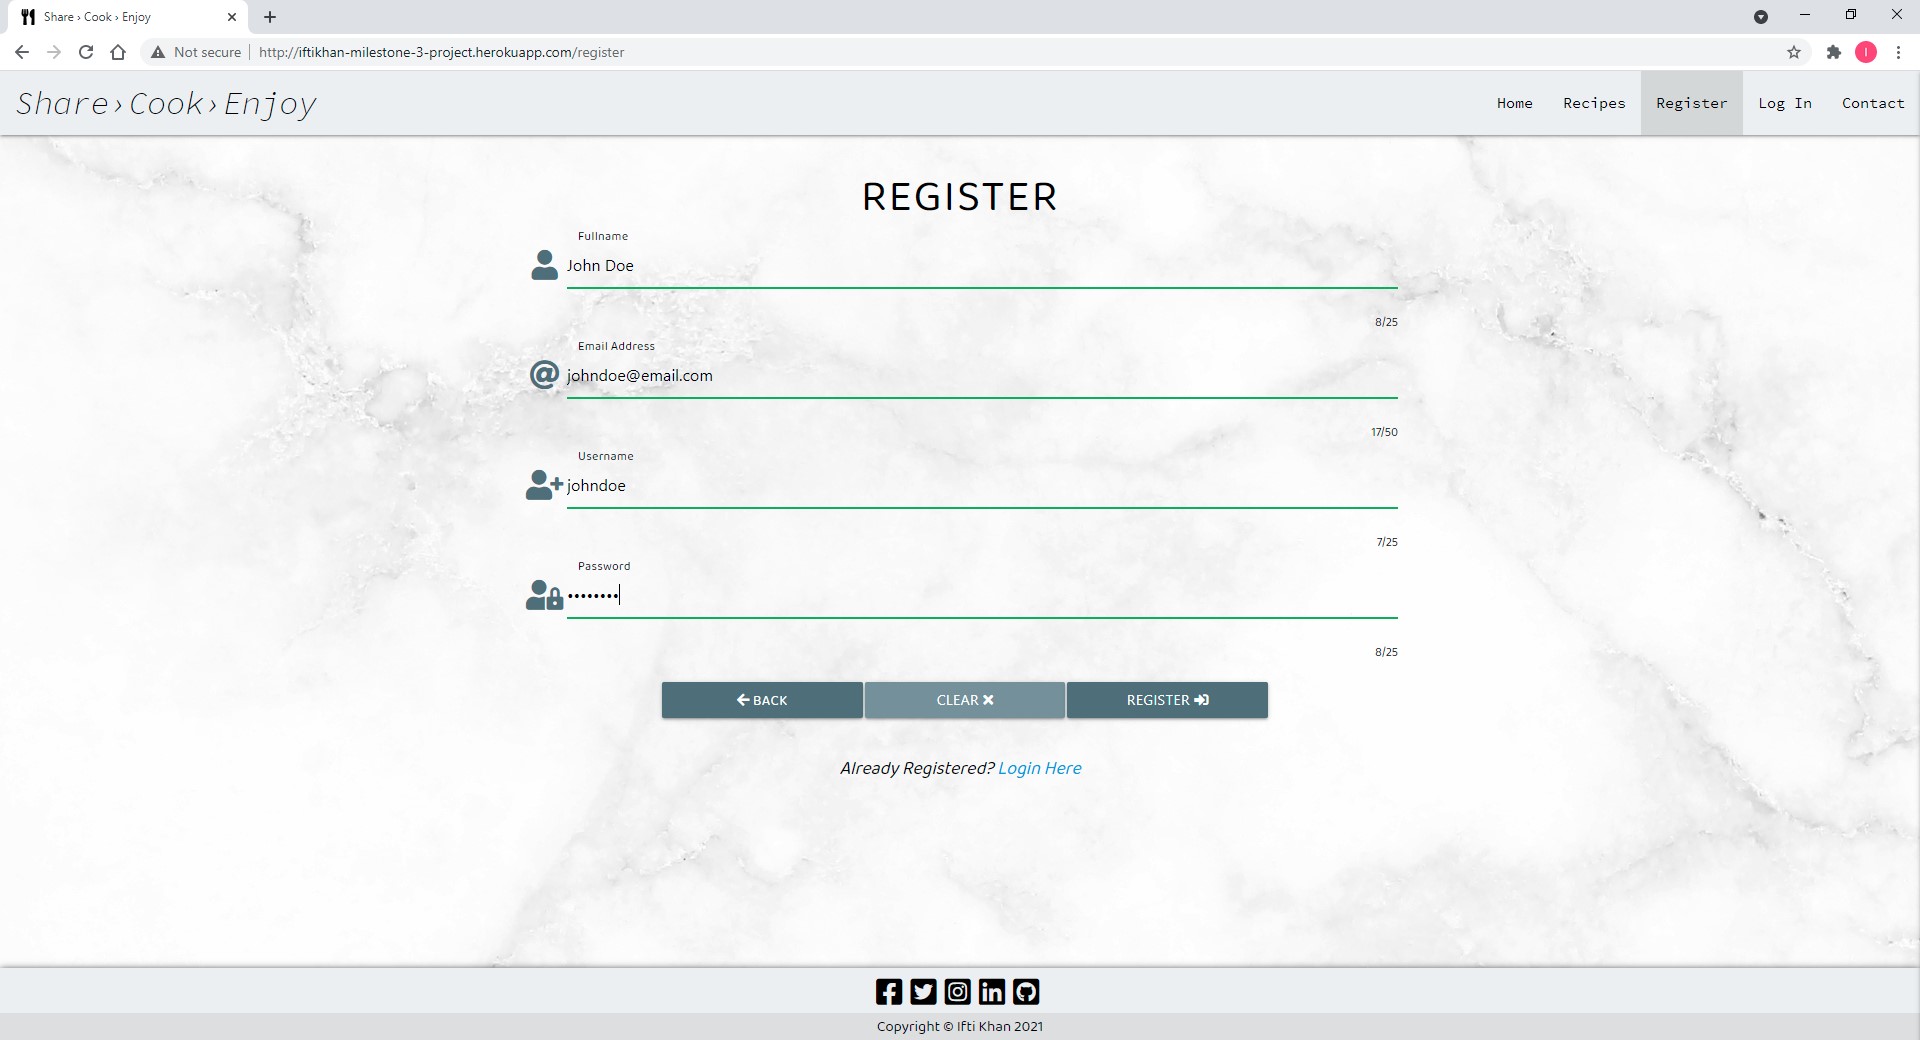 Share › Cook › Enjoy
Not secure
http://iftikhan-milestone-3-project.herokuapp.com/register
I
Share›Cook›Enjoy
Home
Recipes
Register
Log In
Contact
REGISTER
Fullname
John Doe
8/25
Email Address
@
johndoe@email.com
17/50
Username
johndoe
7/25
Password
••••••••
8/25
BACK
CLEAR
REGISTER
Already Registered? Login Here
Copyright © Ifti Khan 2021